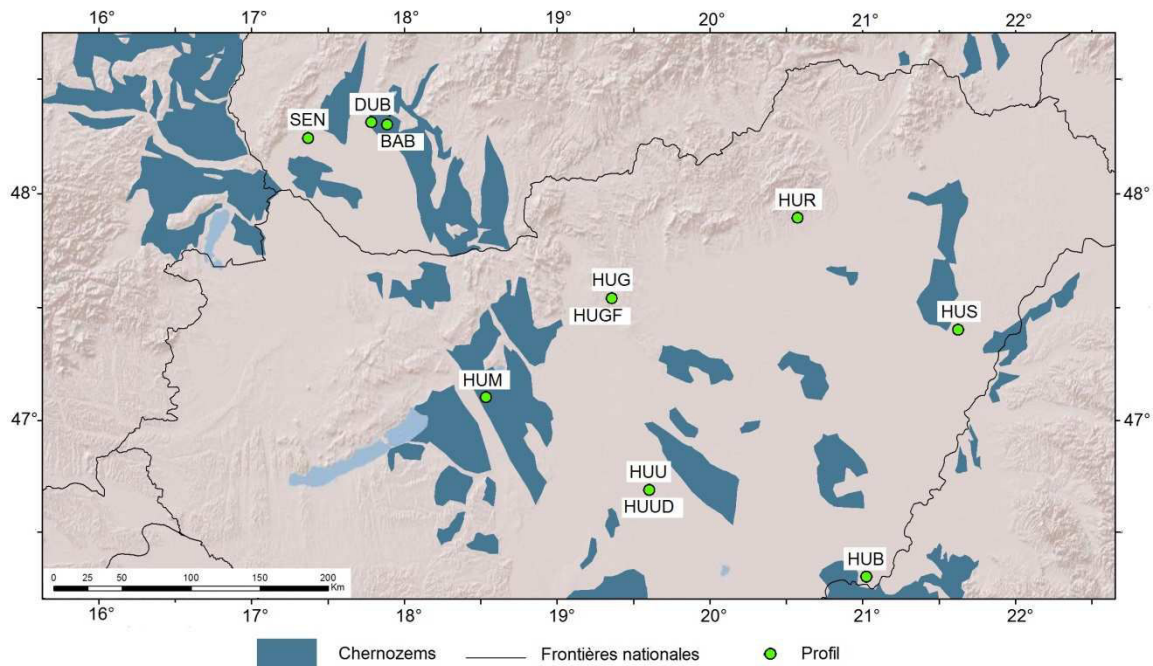 16° 17° 18° 19° 20° 21° 22°
DUB
SEN
BAB
48° 48°
HUR
HUG
HUGF
HUS
HUM
47° 47°
HUU
HUUD
HUB
0 25 50 100 150 200
Km
16° 17° 18° 19° 20° 21° 22°
Chernozems Frontières nationales Profil